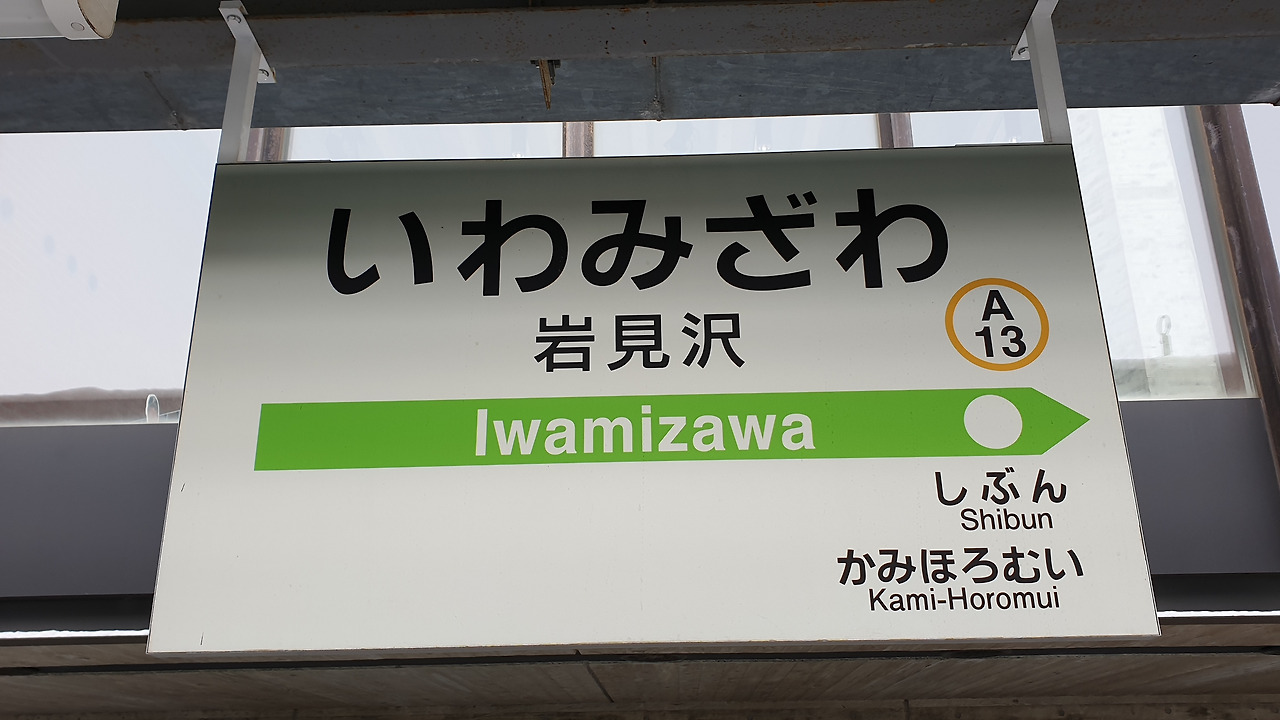 いわみざわ
岩見沢
A
13
Iwamizawa
しぶん
Shibun
かみほろむい
Kami-Horomui